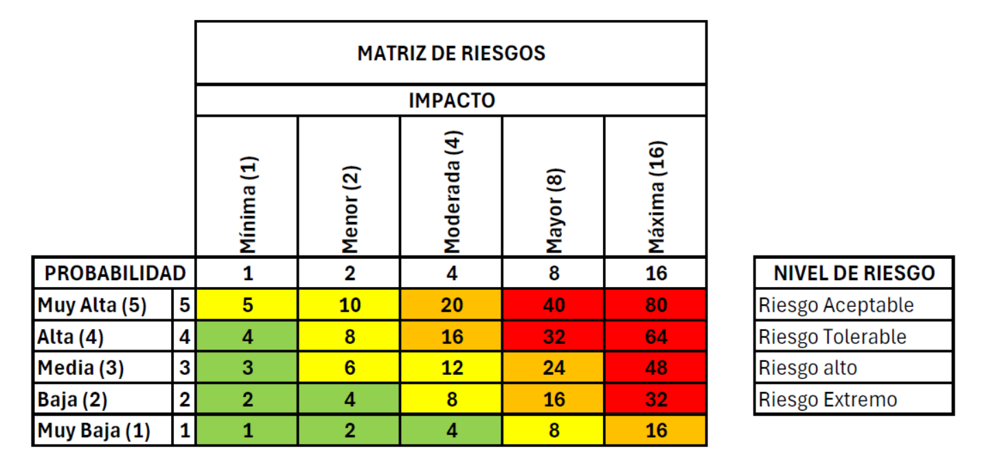 MATRIZ DE RIESGOS
IMPACTO
Mínima (1) Menor (2) Moderada (4) Mayor (8) Máxima (16)
PROBABILIDAD 1 2 4 8 16 NIVEL DE RIESGO
Muy Alta (5) 5 5 10 20 40 80 Riesgo Aceptable
Alta (4) 4 4 8 16 32 64 Riesgo Tolerable
Media (3) 3 3 6 12 24 48 Riesgo alto
Baja (2) 2 2 4 8 16 32 Riesgo Extremo
Muy Baja (1) 1 1 2 4 8 16